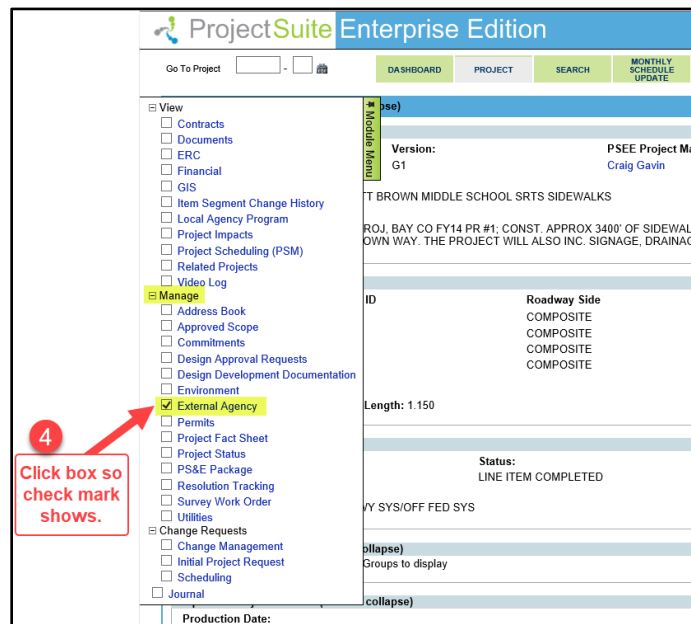 ProjectSuite Enterprise Edition
Go To Project -
DASHBOARD
PROJECT
SEARCH
MONTHLY
SCHEDULE
UPDATE
View
Contracts
Documents
ERC
Financial
GIS
Item Segment Change History
Local Agency Program
Project Impacts
Project Scheduling (PSM)
Related Projects
Video Log
Manage
Address Book
Approved Scope
Commitments
Design Approval Requests
Design Development Documentation
Environment
External Agency
Permits
Project Fact Sheet
Project Status
PS&E Package
Resolution Tracking
Survey Work Order
Utilities
Change Requests
Change Management
Initial Project Request
Scheduling
Journal
Module Menu
4
Click box so
check mark
shows.
pse)
Version:
PSEE Project Ma
G1
Craig Gavin
TT BROWN MIDDLE SCHOOL SRTS SIDEWALKS
ROJ, BAY CO FY14 PR #1; CONST. APPROX 3400' OF SIDEWAL
OWN WAY. THE PROJECT WILL ALSO INC. SIGNAGE, DRAINAG
ID
Roadway Side
COMPOSITE
COMPOSITE
COMPOSITE
COMPOSITE
Length: 1.150
Status:
LINE ITEM COMPLETED
WY SYS/OFF FED SYS
ollapse)
Groups to display
collapse)
Production Date: